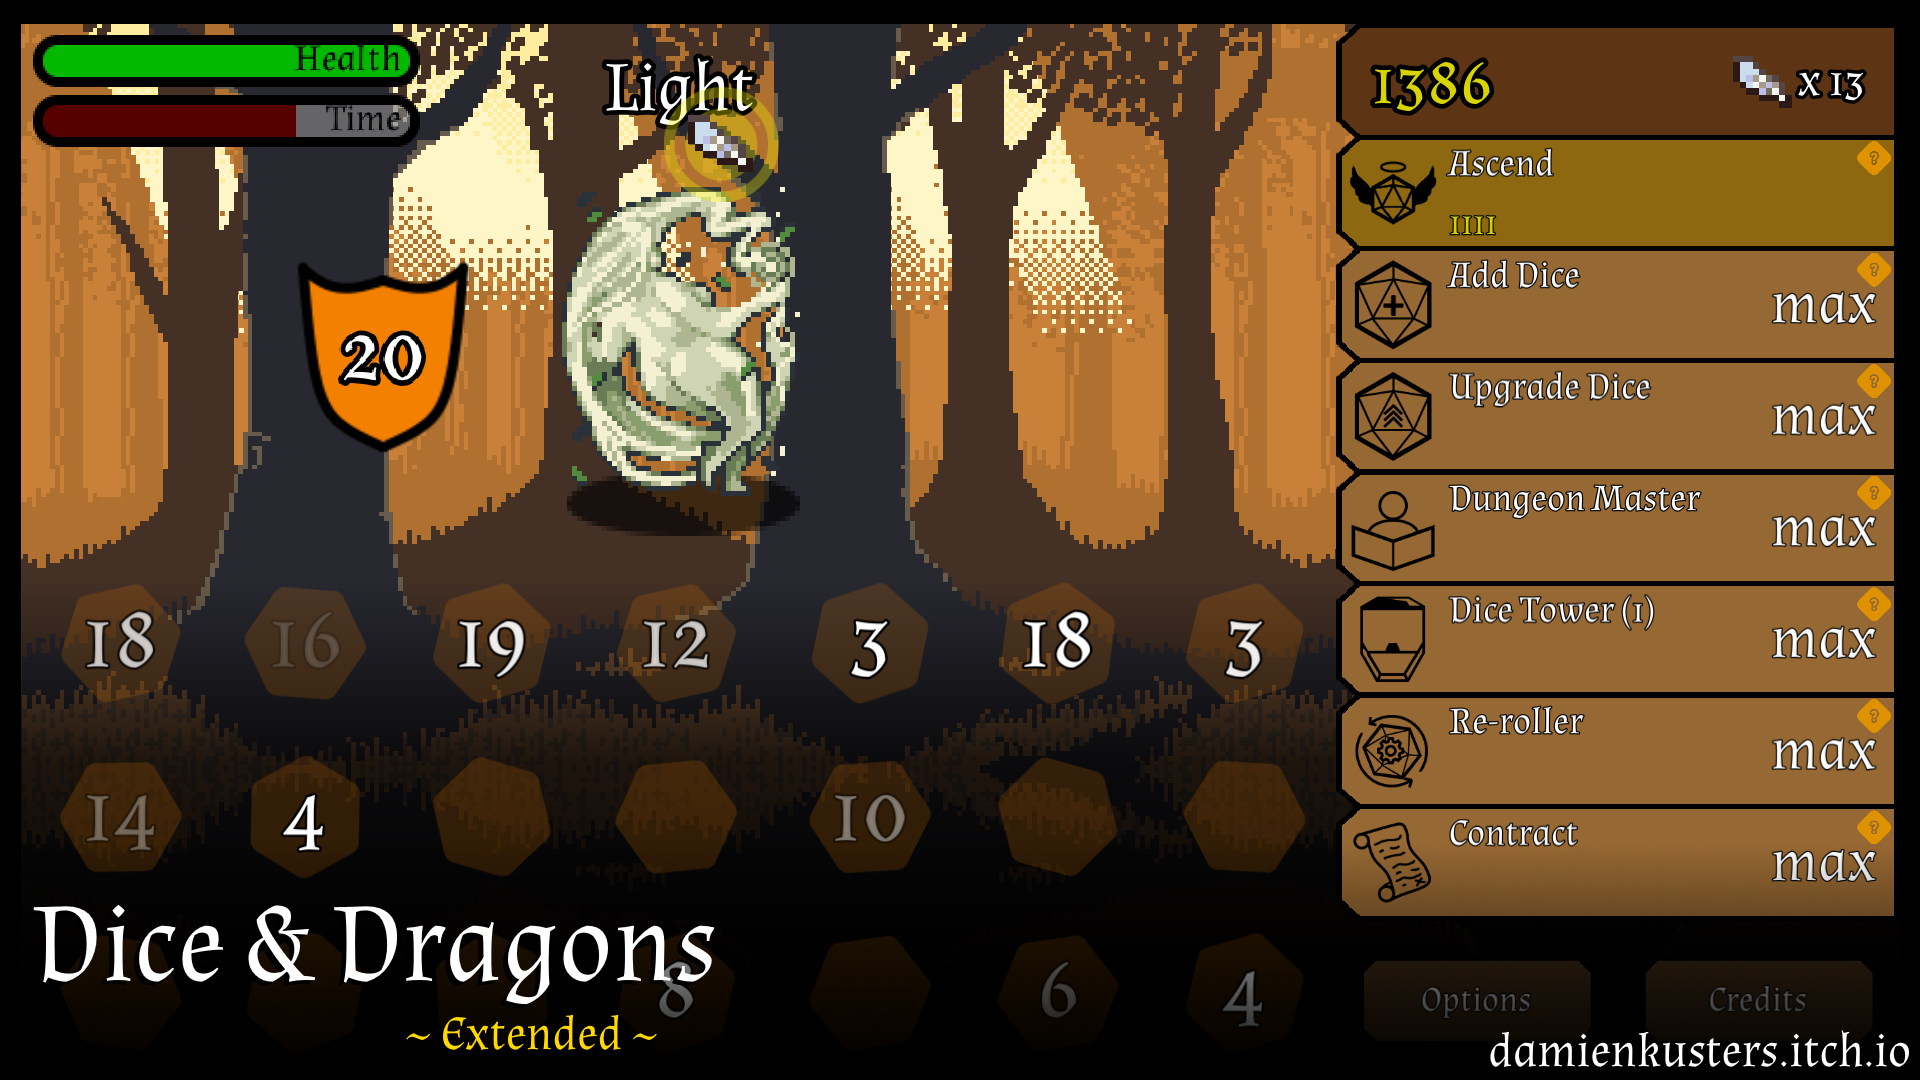 Health
Time
Light
20
18 16 19 12 3 18 3
14 4 10
8 6 4
Dice & Dragons
~ Extended ~
1386 x 13
Ascend ?
1111
Add Dice ?
max
Upgrade Dice ?
max
Dungeon Master ?
max
Dice Tower (1) ?
max
Re-roller ?
max
Contract ?
max
Options Credits
damienkusters.itch.io